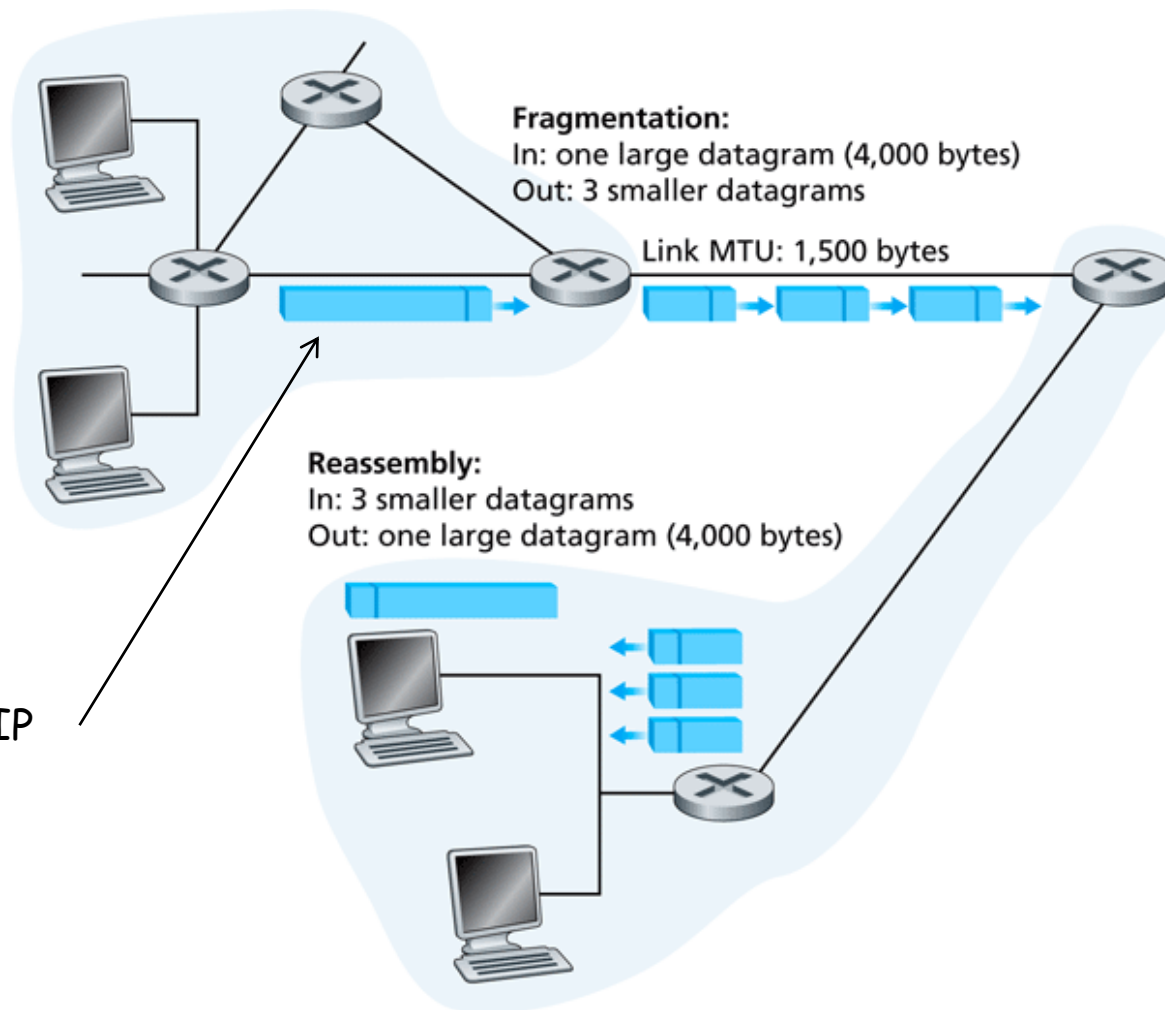 Fragmentation:
In: one large datagram (4,000 bytes)
Out: 3 smaller datagrams
Link MTU: 1,500 bytes
Reassembly:
In: 3 smaller datagrams
Out: one large datagram (4,000 bytes)
IP